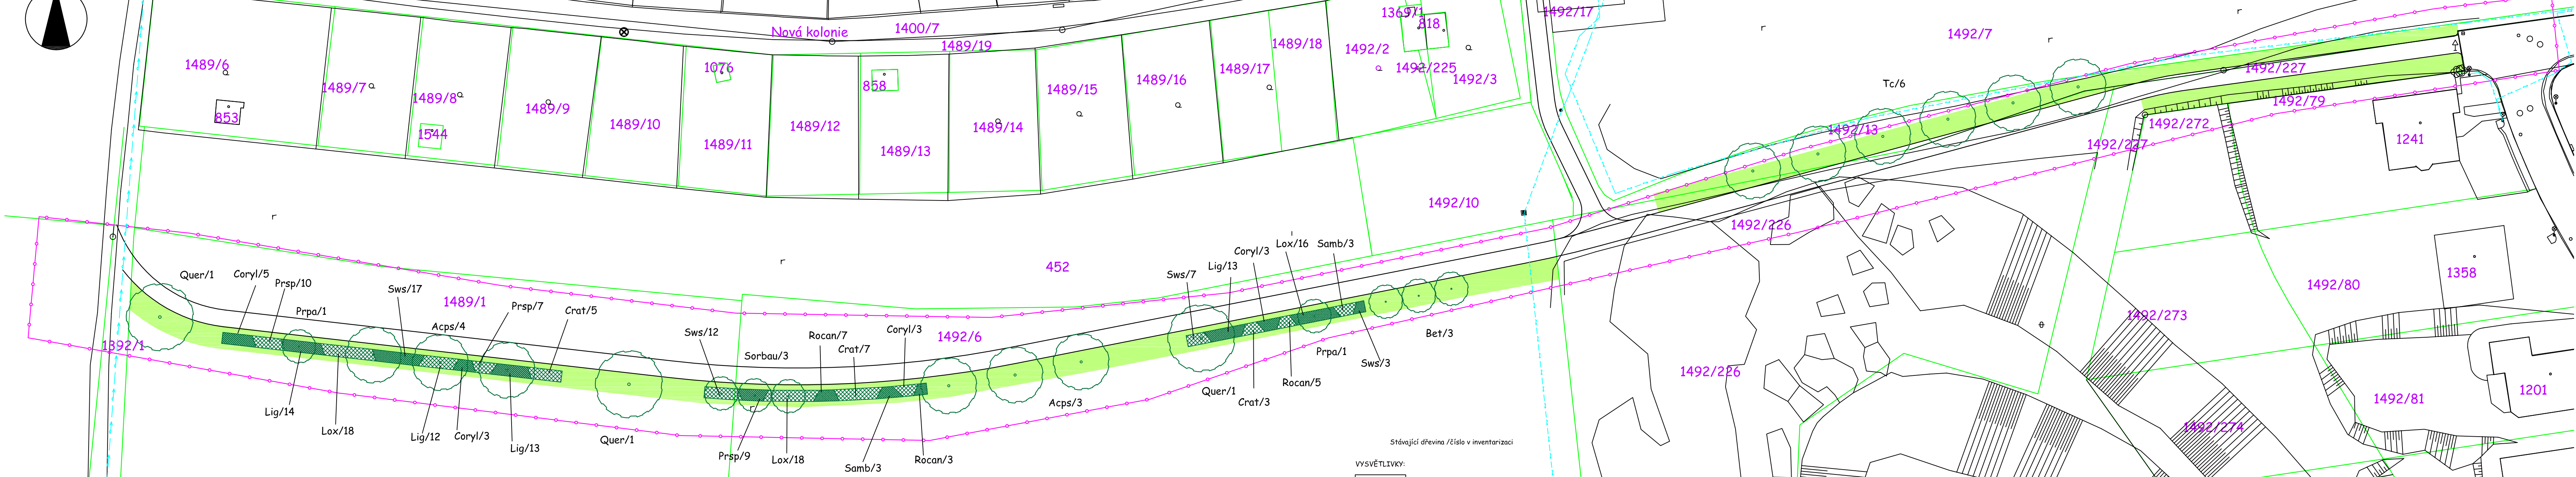 Nová kolonie
1400/7
1489/19
1369/1
818
1492/17
1492/7
1489/6
1489/7
1489/8
1489/9
1489/10
1076
1489/11
1489/12
858
1489/13
1489/14
1489/15
1489/16
1489/17
1489/18
1492/2
1492/225
1492/3
Tc/6
1492/227
1492/79
853
1544
1492/13
1492/272
1492/227
1241
1492/10
1492/226
r
r
r
r
r
452
Quer/1
Coryl/5
Prsp/10
Prpa/1
Sws/17
1489/1
Acps/4
Prsp/7
Crat/5
Sws/12
Sorbau/3
Rocan/7
Crat/7
Coryl/3
1492/6
Sws/7
Lig/13
Coryl/3
Lox/16
Samb/3
1358
1492/80
1492/273
1392/1
Prpa/1
Sws/3
Bet/3
Rocan/5
Quer/1
Crat/3
1492/226
1201
1492/81
Lig/14
Lox/18
Lig/12
Coryl/3
Lig/13
Quer/1
Prsp/9
Lox/18
Samb/3
Rocan/3
Acps/3
1492/274
Stávající dřevina /číslo v inventarizaci
VYSVĚTLIVKY: